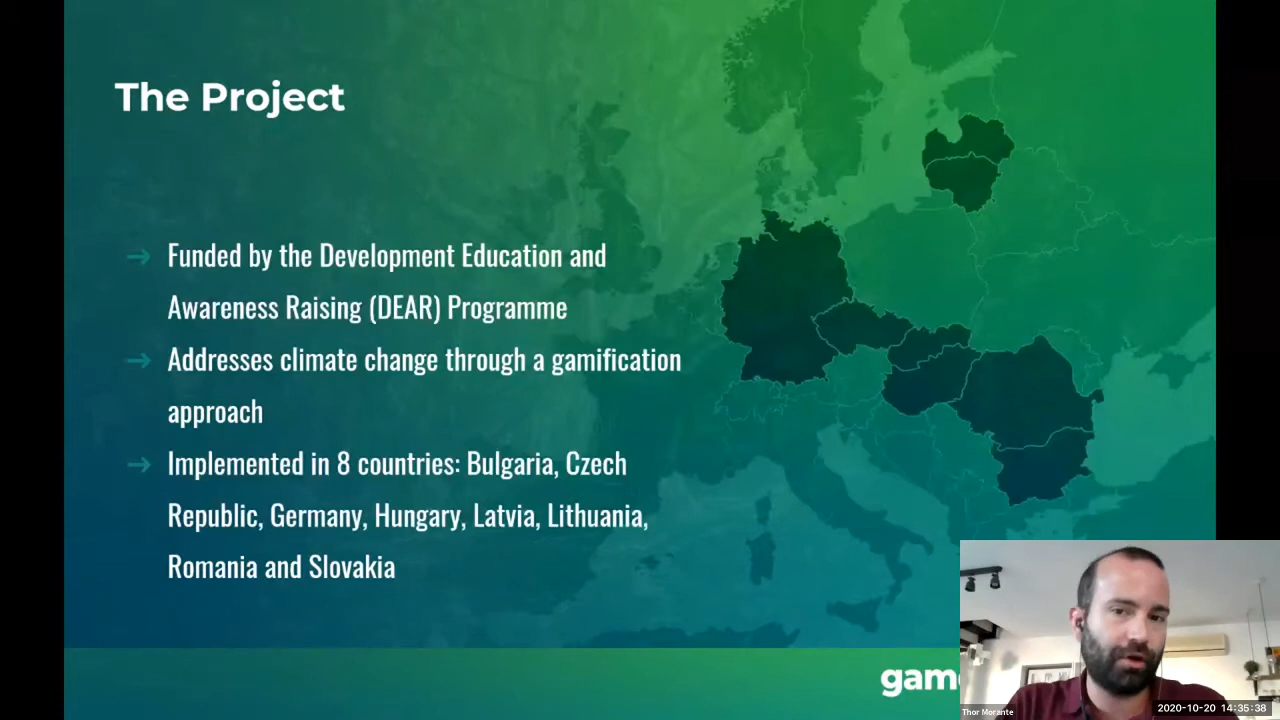 The Project
→ Funded by the Development Education and
Awareness Raising (DEAR) Programme
→ Addresses climate change through a gamification
approach
→ Implemented in 8 countries: Bulgaria, Czech
Republic, Germany, Hungary, Latvia, Lithuania,
Romania and Slovakia
gam
Thor Morante
2020-10-20 14:35:38